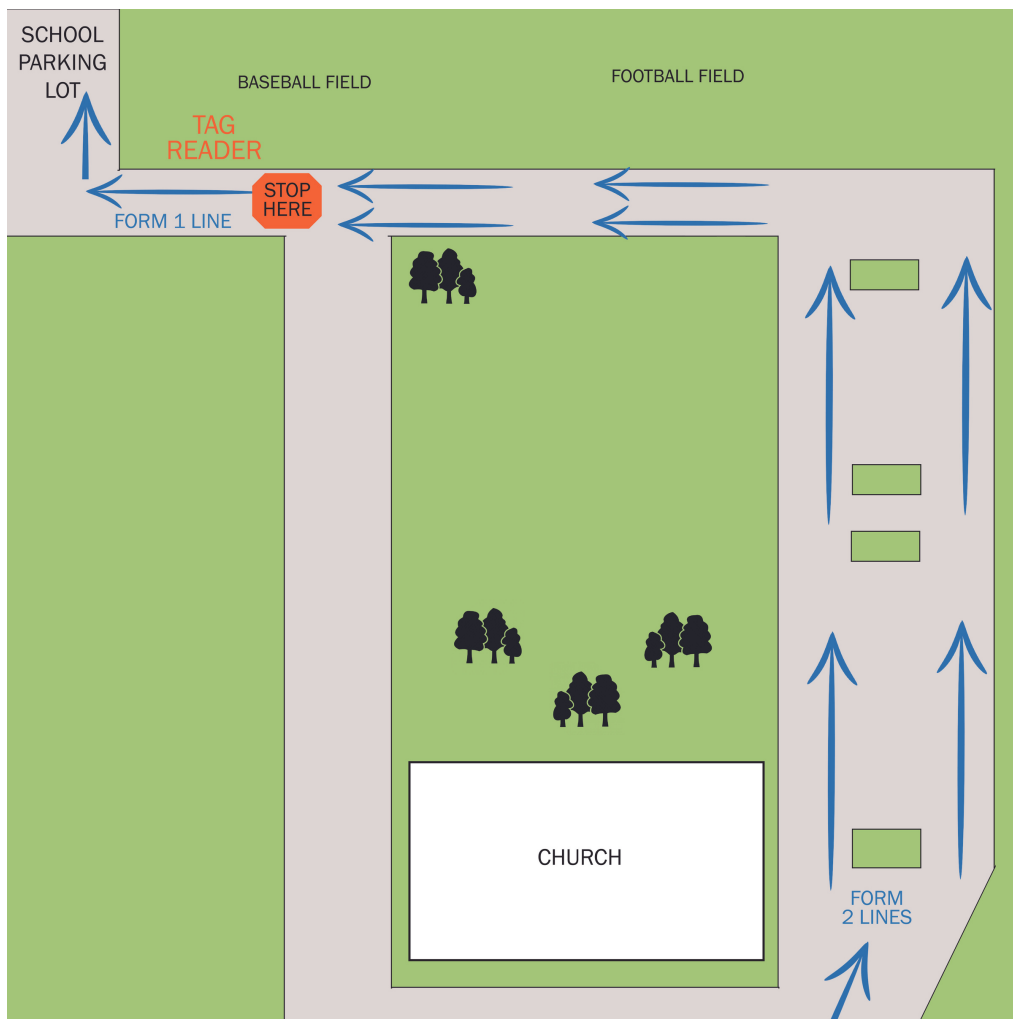 SCHOOL
PARKING
LOT
BASEBALL FIELD
FOOTBALL FIELD
TAG
READER
STOP
HERE
FORM 1 LINE
CHURCH
FORM
2 LINES